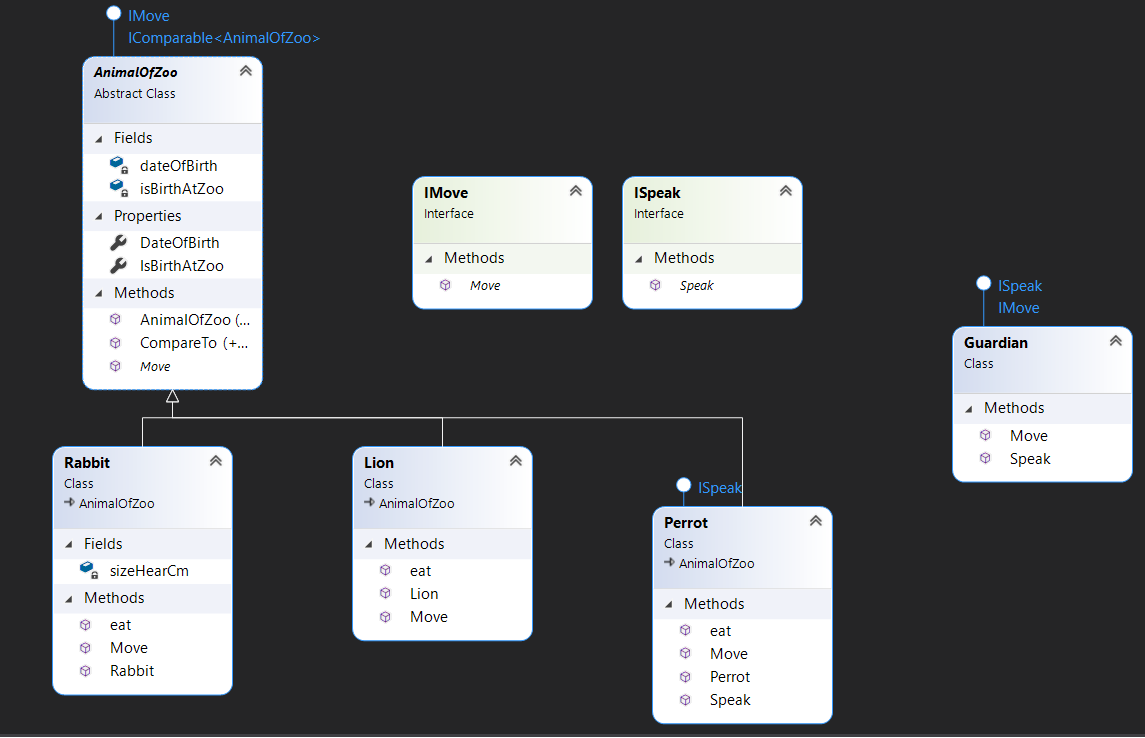 IMove
IComparable<AnimalOfZoo>
AnimalOfZoo
Abstract Class
Fields
dateOfBirth
isBirthAtZoo
Properties
DateOfBirth
IsBirthAtZoo
Methods
AnimalOfZoo (...
CompareTo (+...
Move
IMove
Interface
Methods
Move
ISpeak
Interface
Methods
Speak
ISpeak
IMove
Guardian
Class
Methods
Move
Speak
Rabbit
Class
AnimalOfZoo
Fields
sizeHearCm
Methods
eat
Move
Rabbit
Lion
Class
AnimalOfZoo
Methods
eat
Lion
Move
ISpeak
Perrot
Class
AnimalOfZoo
Methods
eat
Move
Perrot
Speak